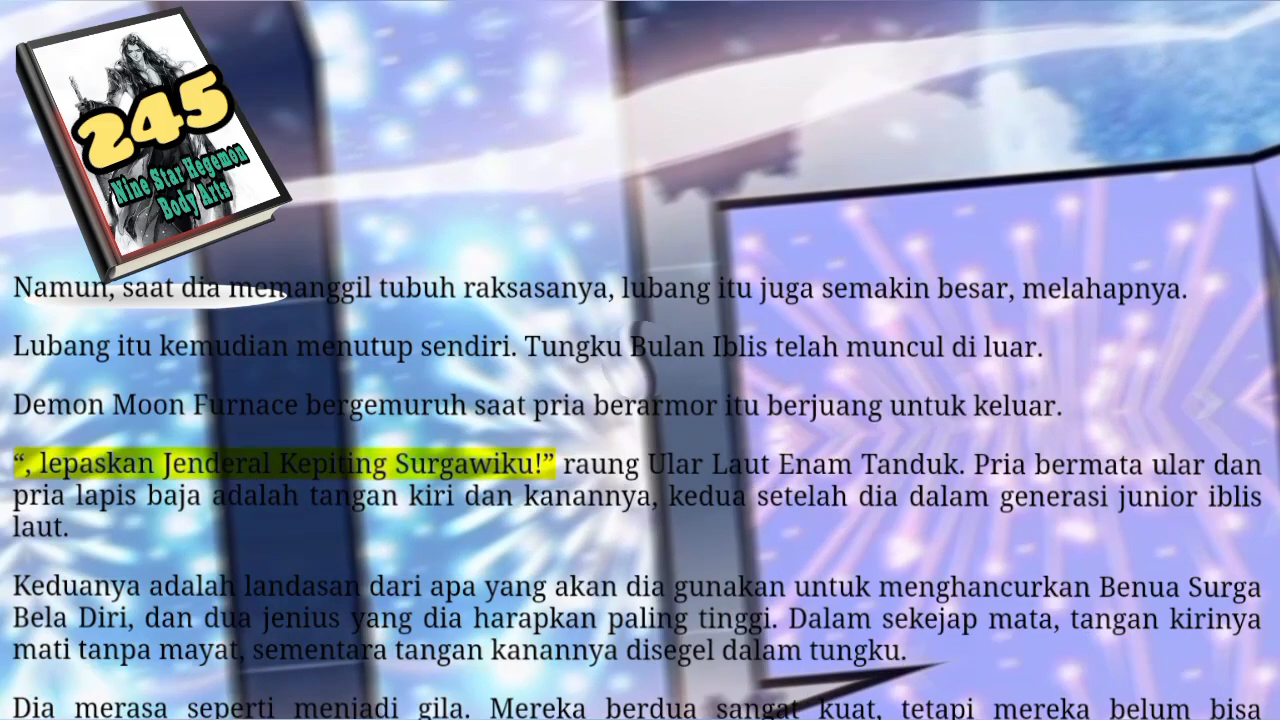 245
Nine Star Hegemon
Body Arts
Namun, saat dia memanggil tubuh raksasanya, lubang itu juga semakin besar, melahapnya.
Lubang itu kemudian menutup sendiri. Tungku Bulan Iblis telah muncul di luar.
Demon Moon Furnace bergemuruh saat pria berarmor itu berjuang untuk keluar.
“, lepaskan Jenderal Kepiting Surgawiku!” raung Ular Laut Enam Tanduk. Pria bermata ular dan
pria lapis baja adalah tangan kiri dan kanannya, kedua setelah dia dalam generasi junior iblis
laut.
Keduanya adalah landasan dari apa yang akan dia gunakan untuk menghancurkan Benua Surga
Bela Diri, dan dua jenius yang dia harapkan paling tinggi. Dalam sekejap mata, tangan kirinya
mati tanpa mayat, sementara tangan kanannya disegel dalam tungku.
Dia merasa seperti menjadi gila. Mereka berdua sangat kuat, tetapi mereka belum bisa